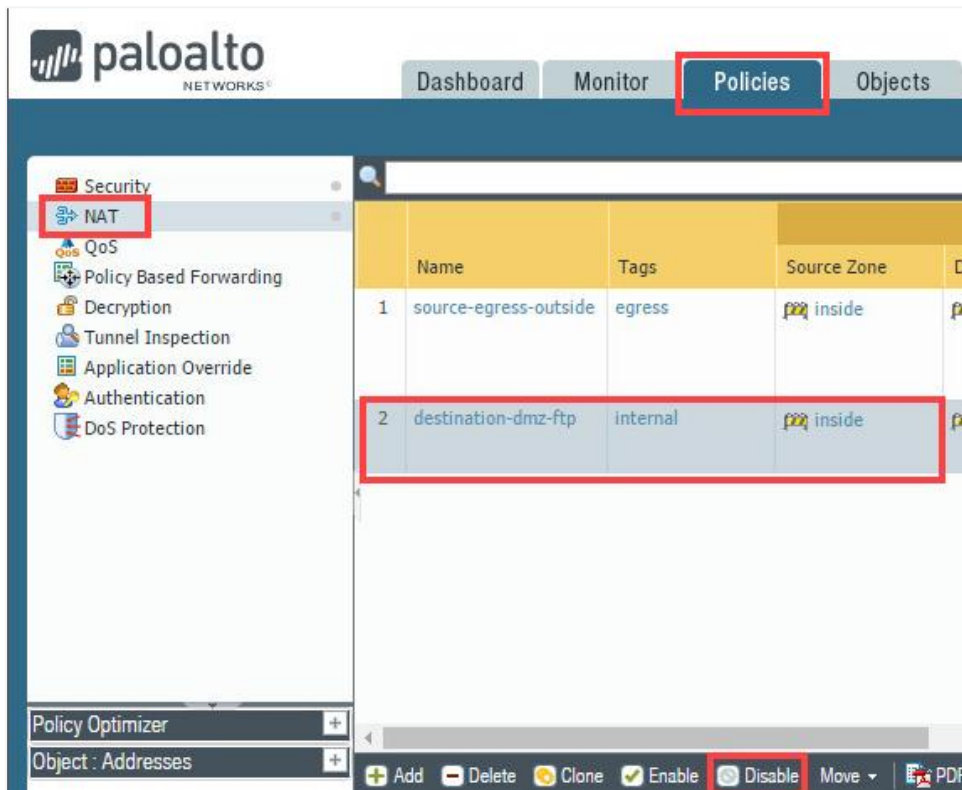 paloalto
NETWORKS®
Dashboard
Monitor
Policies
Objects
Security
NAT
QoS
Policy Based Forwarding
Decryption
Tunnel Inspection
Application Override
Authentication
DoS Protection
Name
Tags
Source Zone
D
1 source-egress-outside egress inside
2 destination-dmz-ftp internal inside
Policy Optimizer
Object : Addresses
Add Delete Clone Enable Disable Move PDF